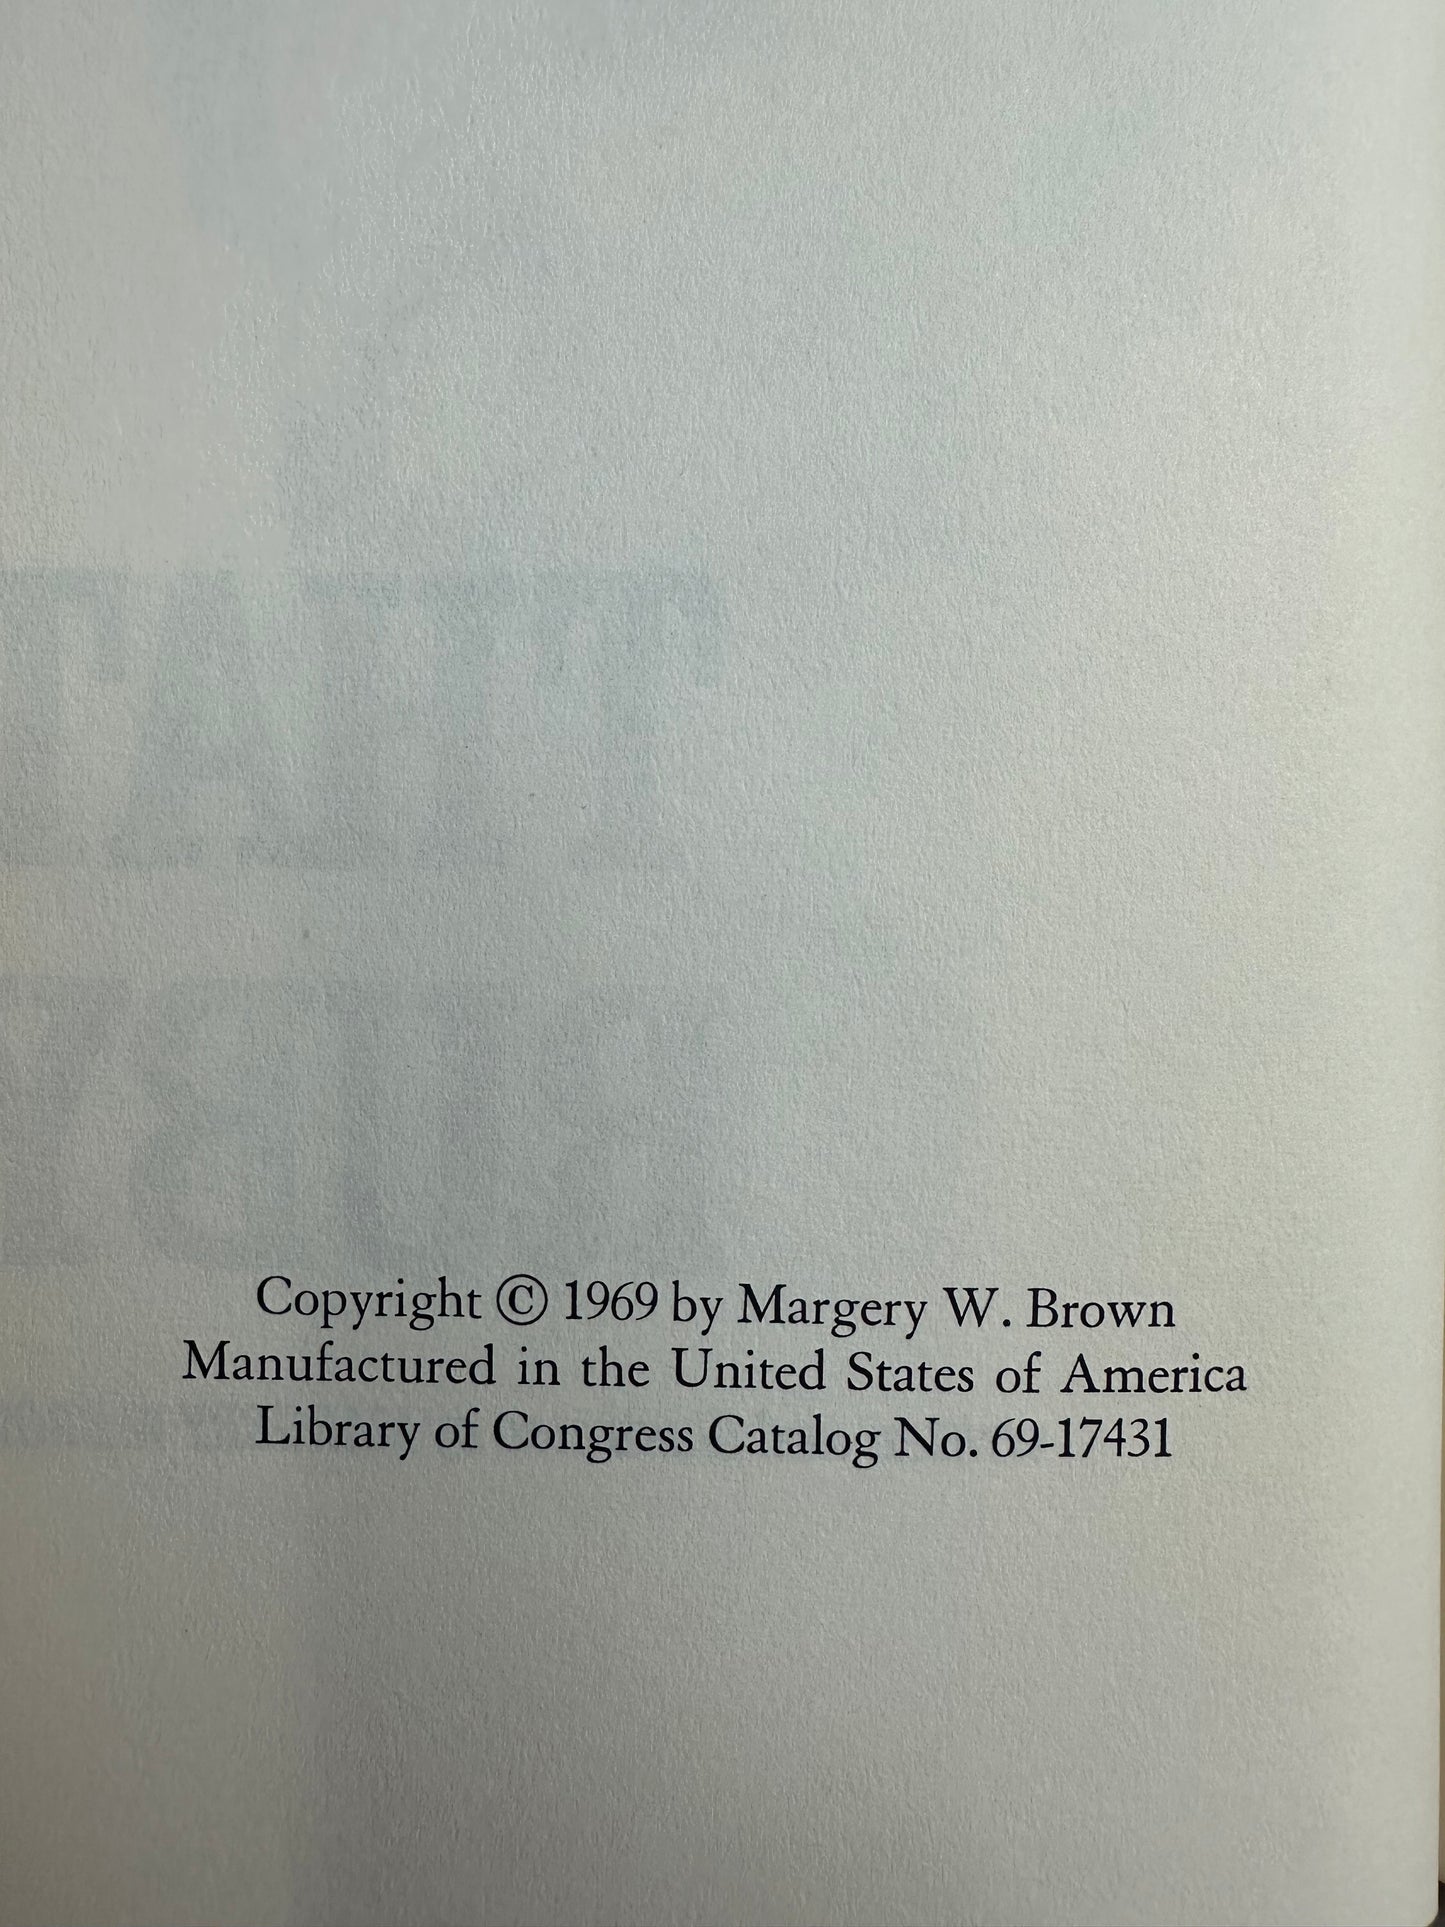 Copyright © 1969 by Margery W. Brown
Manufactured in the United States of America
Library of Congress Catalog No. 69-17431